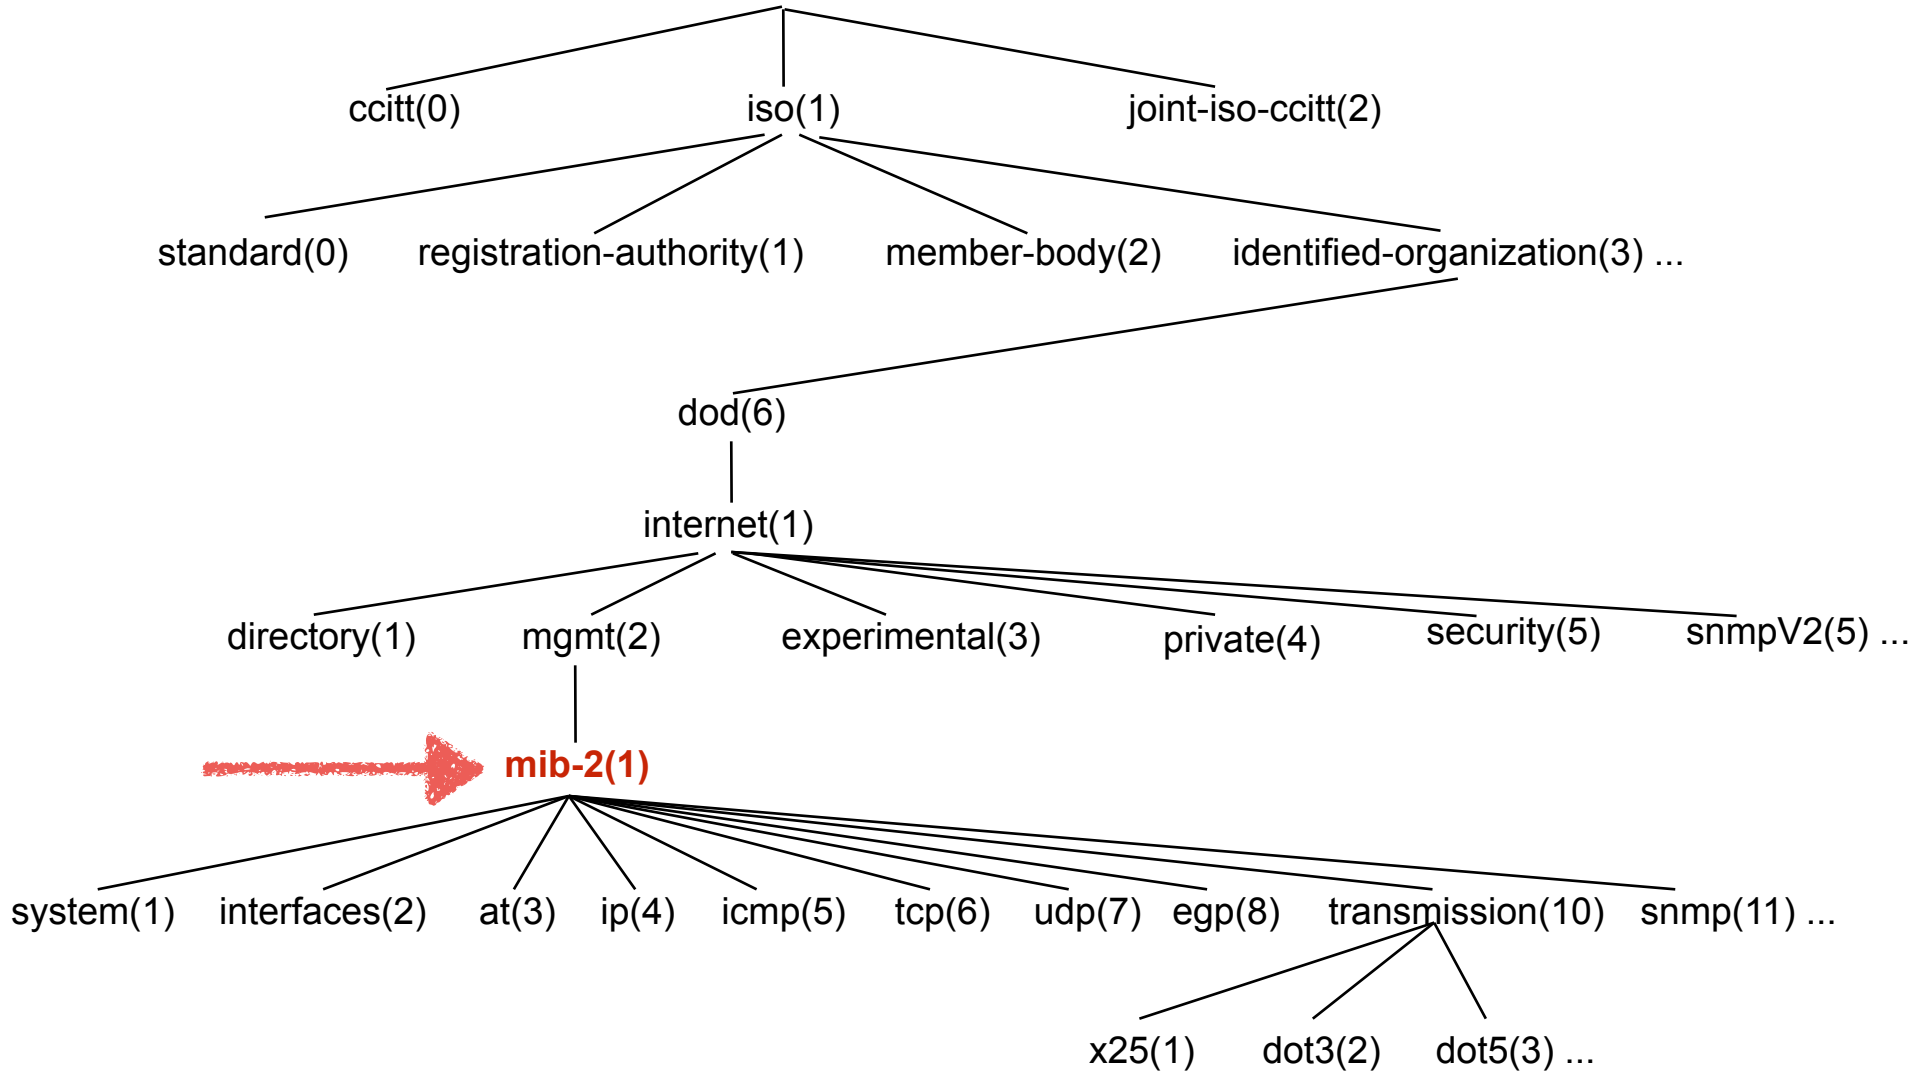 ccitt(0) iso(1) joint-iso-ccitt(2)
standard(0) registration-authority(1) member-body(2) identified-organization(3) ...
dod(6)
internet(1)
directory(1) mgmt(2) experimental(3) private(4) security(5) snmpV2(5) ...
mib-2(1)
system(1) interfaces(2) at(3) ip(4) icmp(5) tcp(6) udp(7) egp(8) transmission(10) snmp(11) ...
x25(1) dot3(2) dot5(3) ...